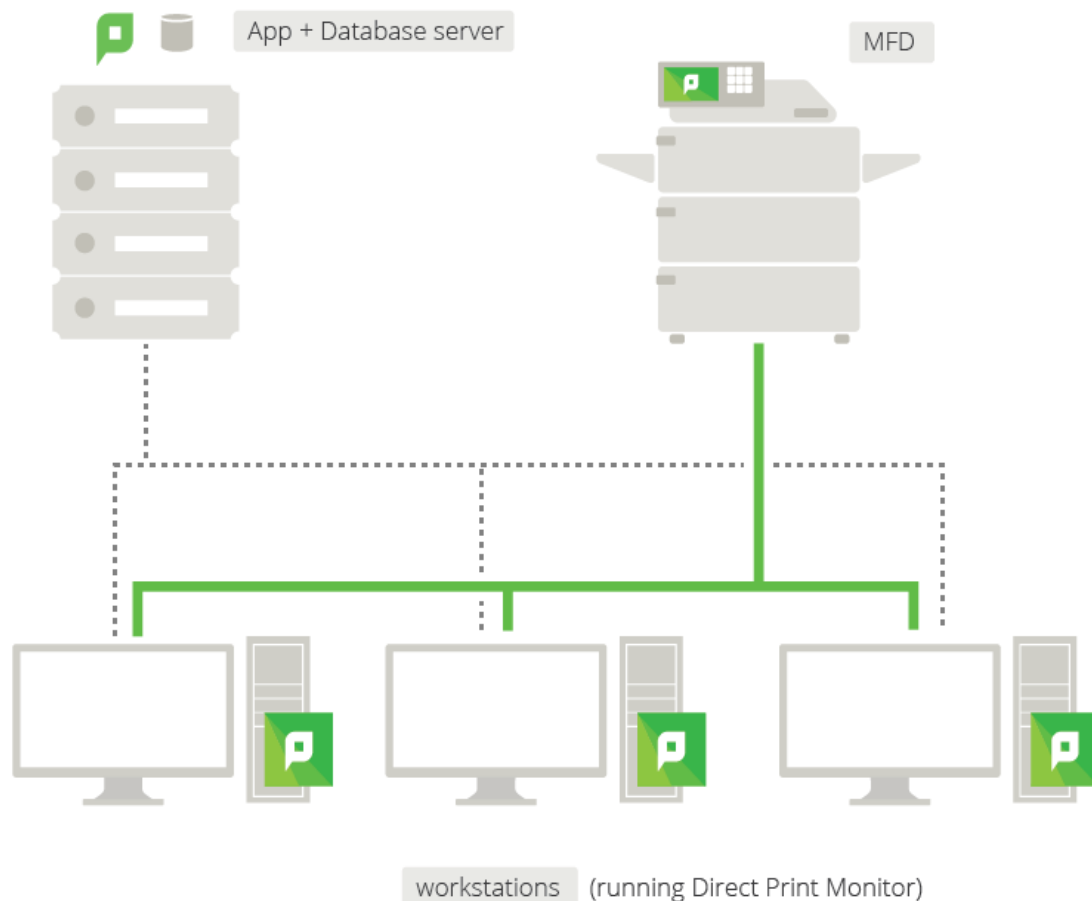 App + Database server
MFD
workstations (running Direct Print Monitor)